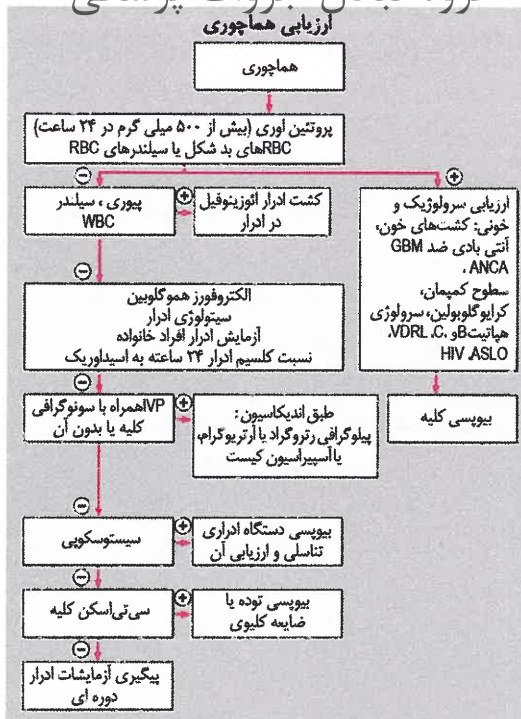 ارزیابی هماچوری
هماچوری
پروتئین اوری (بیش از ۵۰۰ میلی گرم در ۲۴ ساعت)
RBCهای بد شکل یا سیلندرهای RBC
پیوری ، سیلندر
WBC
کشت ادرار ائوزینوفیل
در ادرار
ارزیابی سرولوژیک و
خونی: کشت‌های خون،
آنتی بادی ضد GBM
، ANCA
سطوح کمپمان،
کرایوگلوبولین، سرولوژی
هپاتیتBو C، VDRL،
HIV ،ASLO
بیوپسی کلیه
الکتروفورز هموگلوبین
سیتولوژی ادرار
آزمایش ادرار افراد خانواده
نسبت کلسیم ادرار ۲۴ ساعته به اسیداوریک
IVPهمراه با سونوگرافی
کلیه یا بدون آن
طبق اندیکاسیون:
پیلوگرافی رتروگراد یا آرتریوگرام،
یا آسپیراسیون کیست
سیستوسکوپی
بیوپسی دستگاه ادراری
تناسلی و ارزیابی آن
سی‌تی‌اسکن کلیه
بیوپسی توده یا
ضایعه کلیوی
پیگیری آزمایشات ادرار
دوره ای